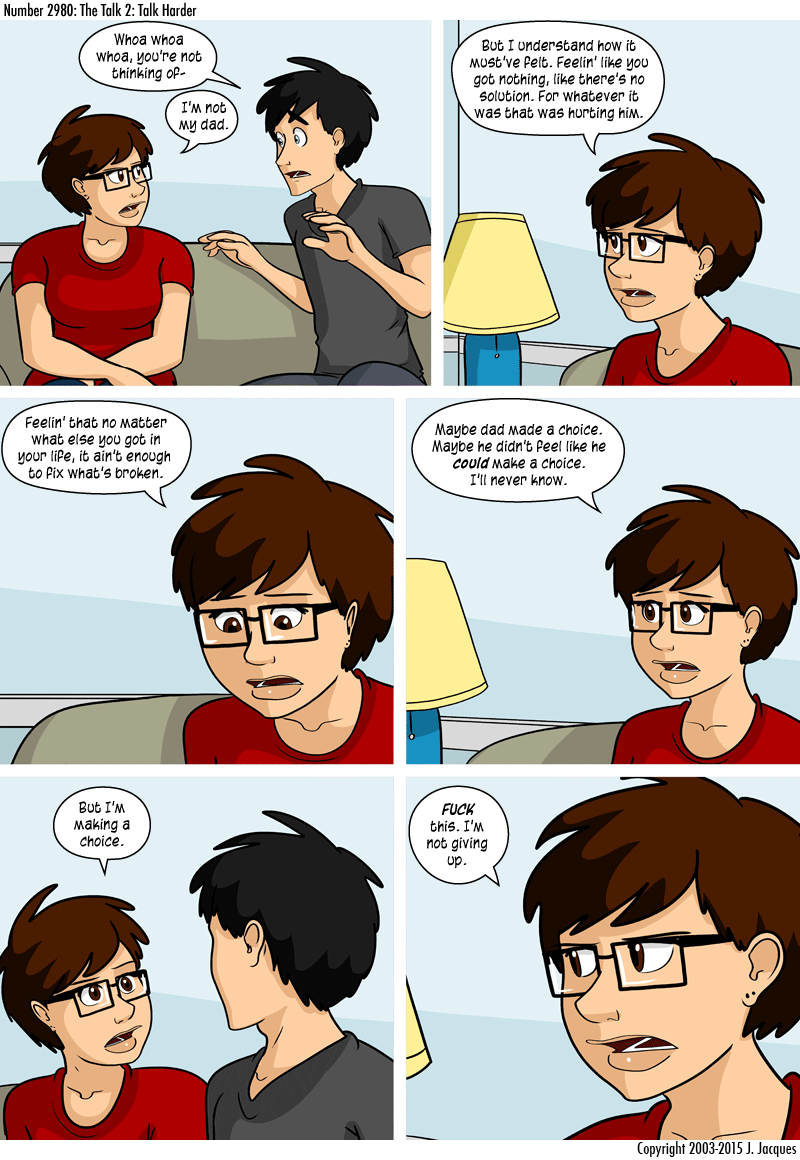 Number 2980: The Talk 2: Talk Harder
Whoa whoa
whoa, you're not
thinking of-
I'm not
my dad.
But I understand how it
must've felt. Feelin' like you
got nothing, like there's no
solution. For whatever it
was that was hurting him.
Feelin' that no matter
what else you got in
your life, it ain't enough
to fix what's broken.
Maybe dad made a choice.
Maybe he didn't feel like he
could make a choice.
I'll never know.
But I'm
making a
choice.
FUCK
this. I'm
not giving
up.
Copyright 2003-2015 J. Jacques